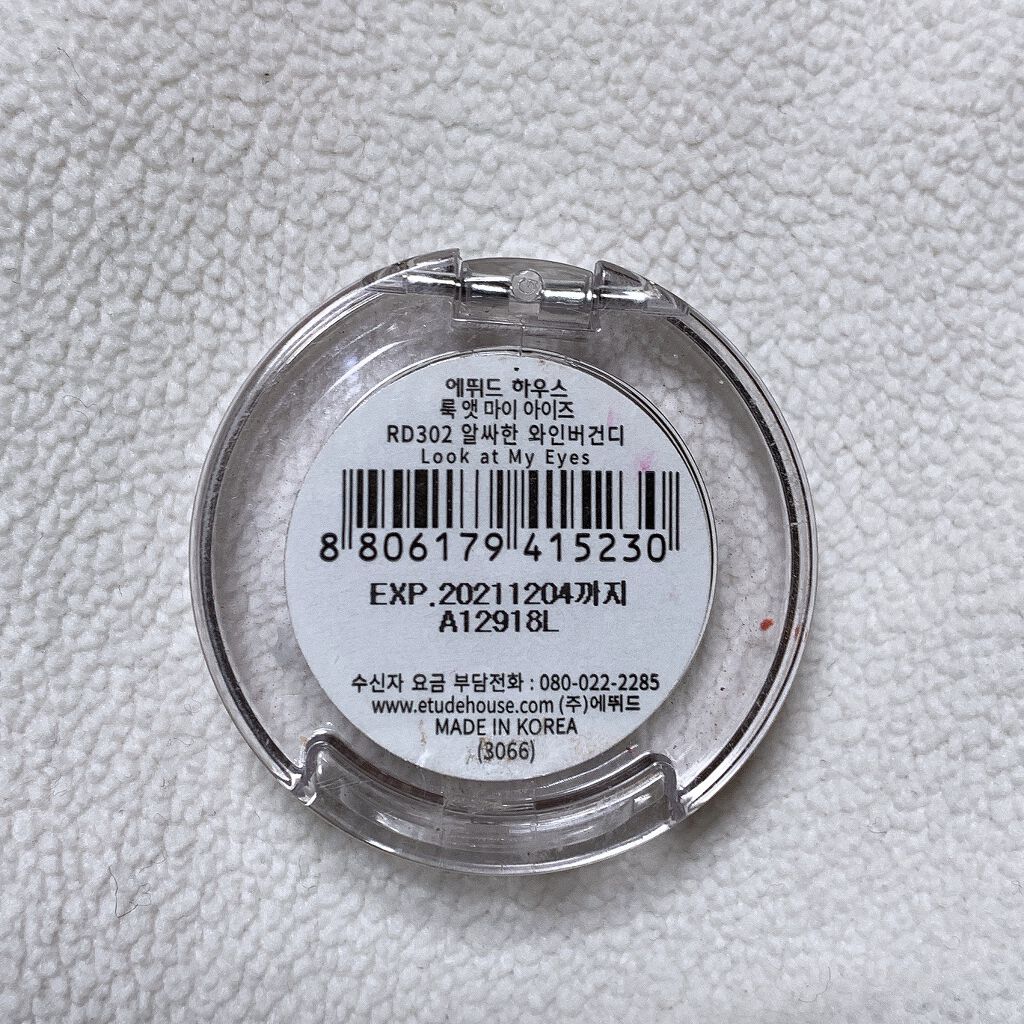 에뛰드 하우스
룩 앳 마이 아이즈
RD302 알싸한 와인버건디
Look at My Eyes
8 806179 415230
EXP.20211204까지
A12918L
수신자 요금 부담전화 : 080-022-2285
www.etudehouse.com (주)에뛰드
MADE IN KOREA
(3066)